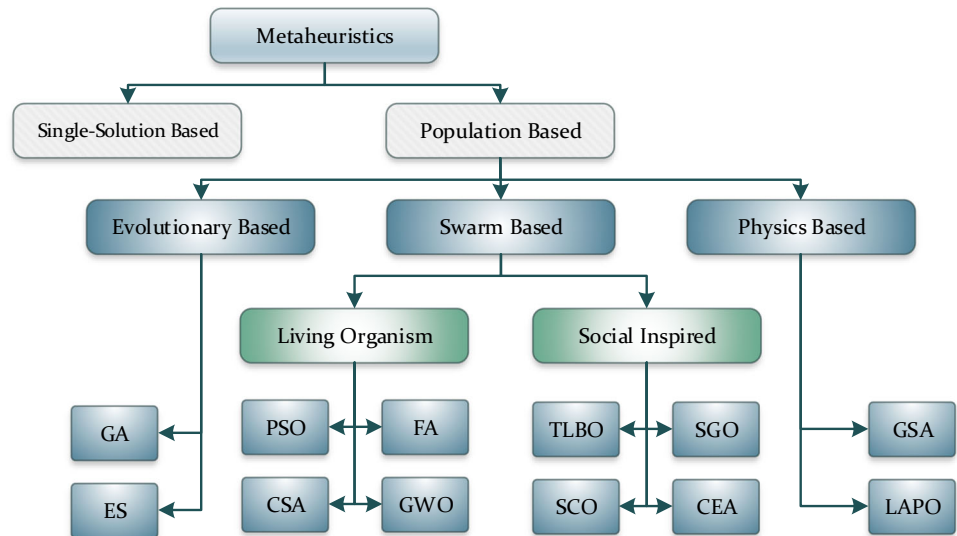 Metaheuristics
Single-Solution Based
Population Based
Evolutionary Based
Swarm Based
Physics Based
Living Organism
Social Inspired
GA
PSO
FA
TLBO
SGO
GSA
ES
CSA
GWO
SCO
CEA
LAPO